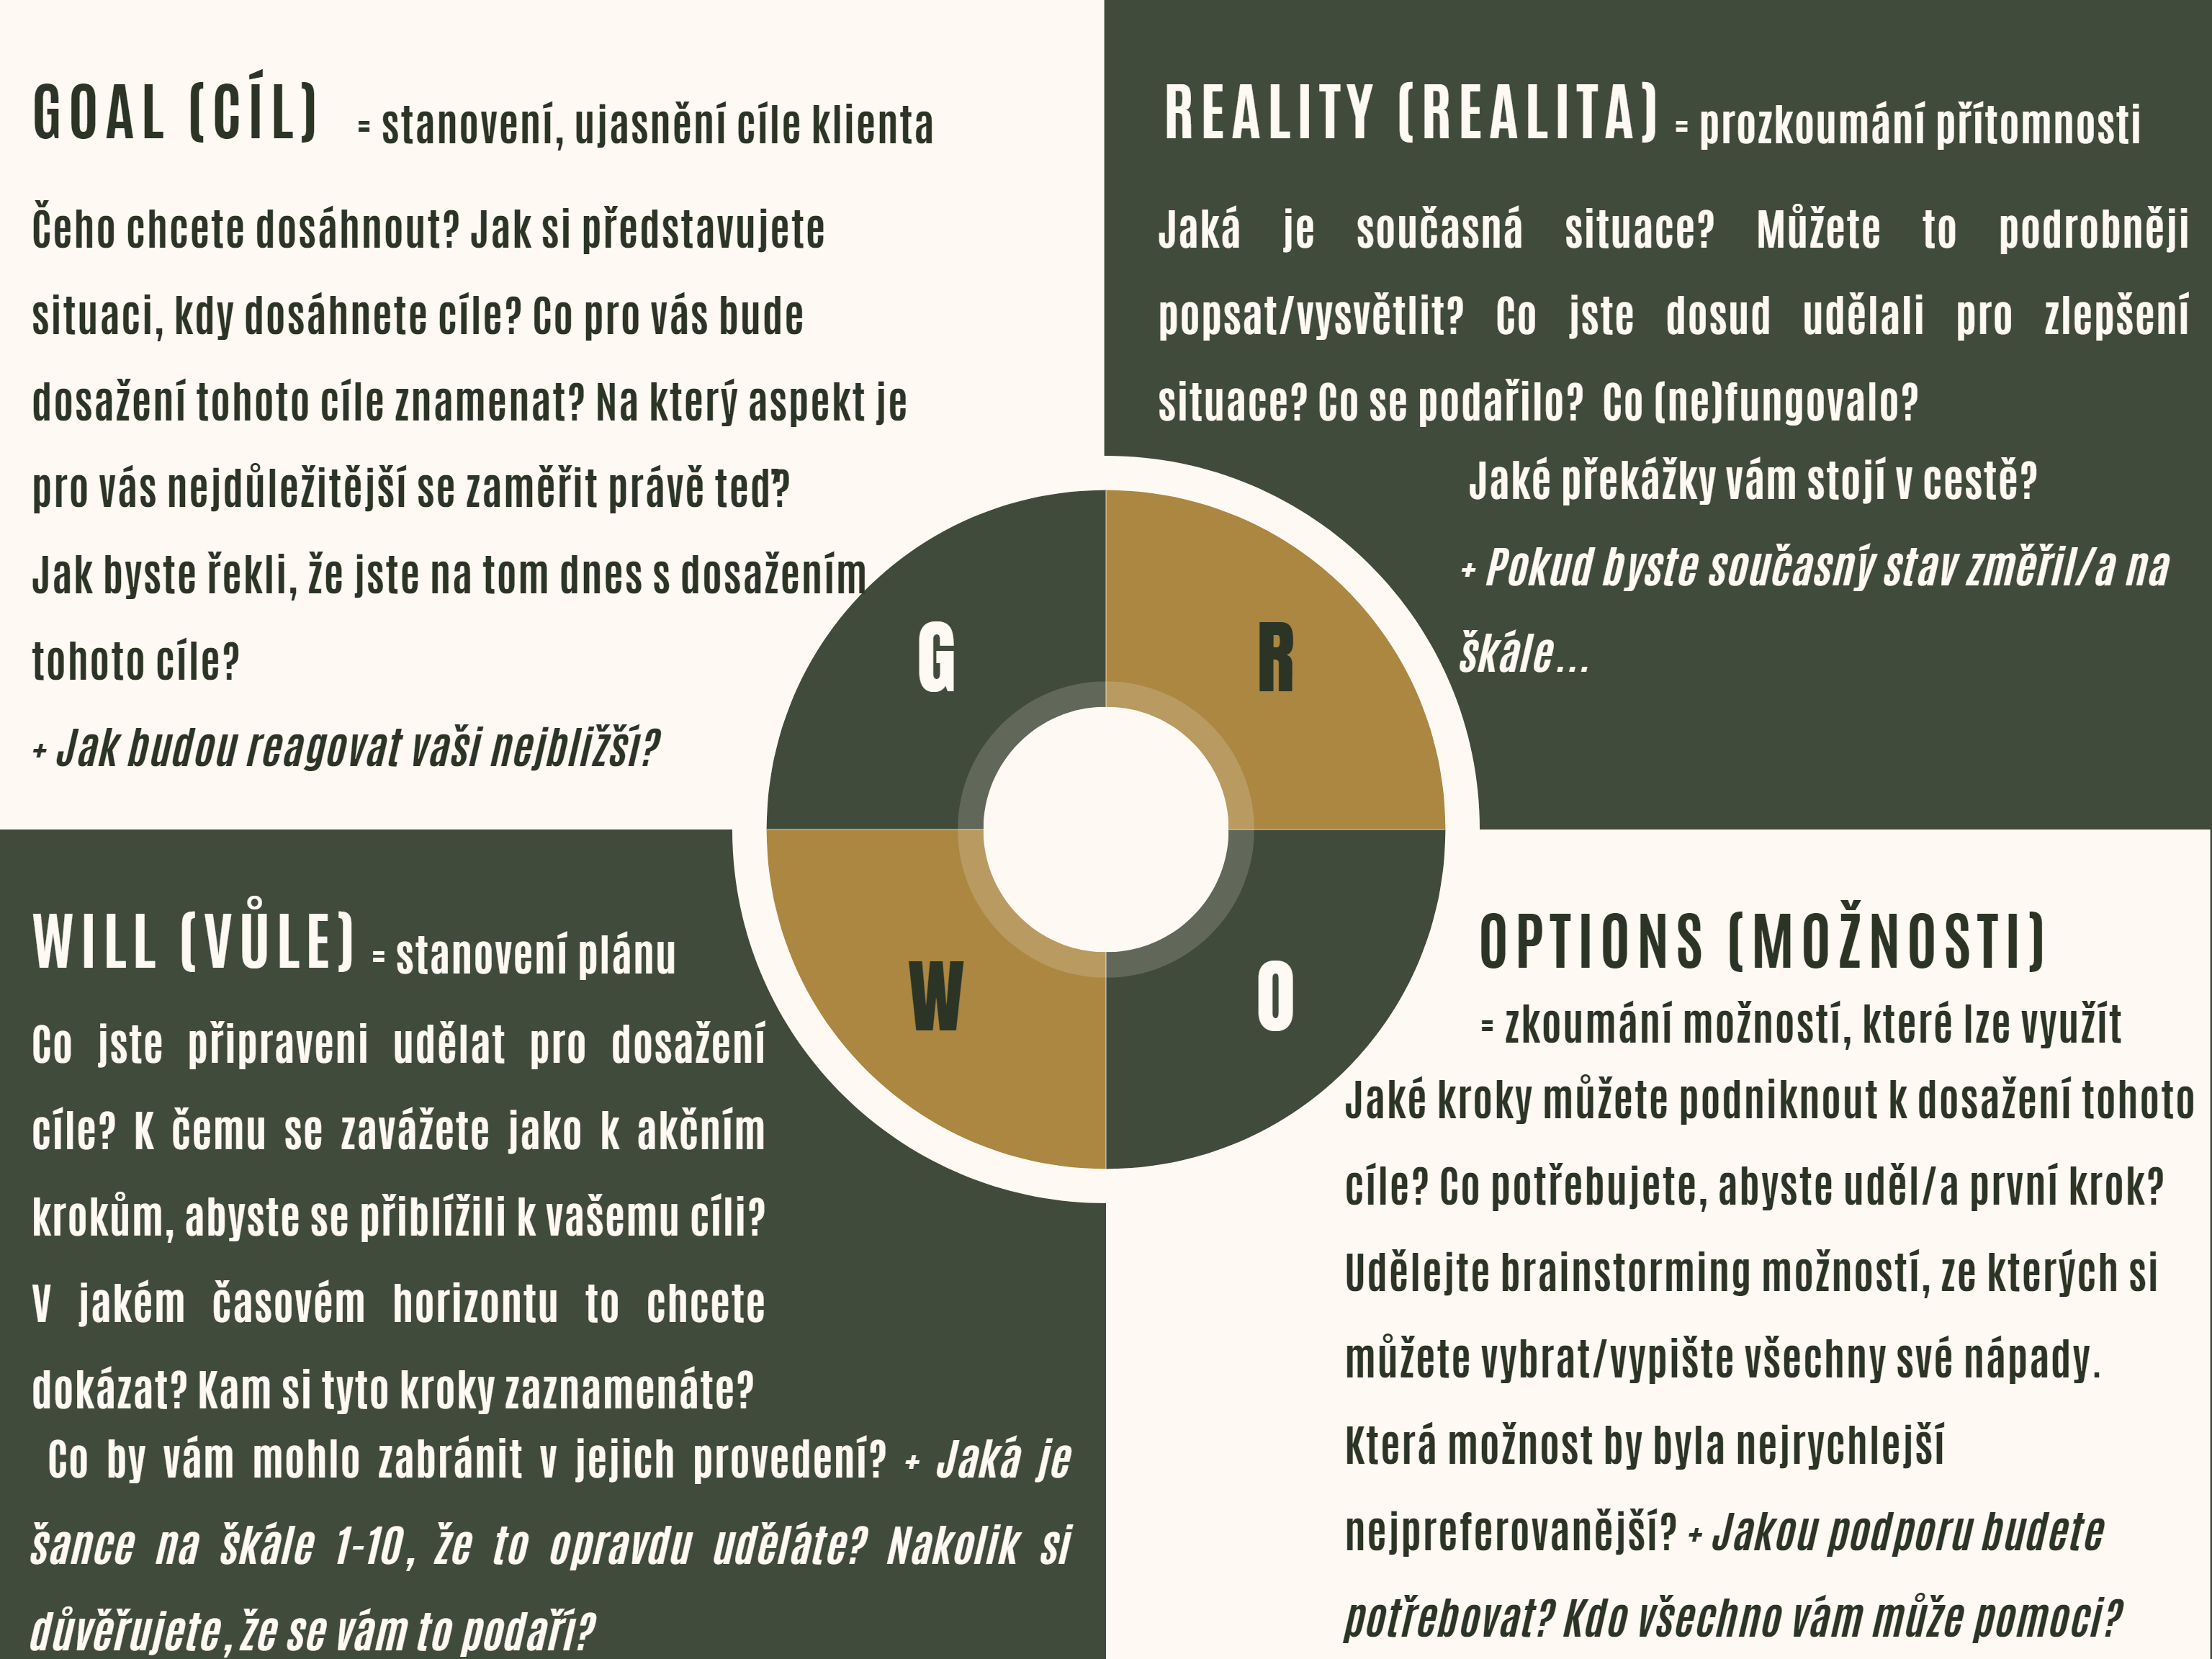 GOAL (CÍL) = stanovení, ujasnění cíle klienta
Čeho chcete dosáhnout? Jak si představujete
situaci, kdy dosáhnete cíle? Co pro vás bude
dosažení tohoto cíle znamenat? Na který aspekt je
pro vás nejdůležitější se zaměřit právě teď?
Jak byste řekli, že jste na tom dnes s dosažením
tohoto cíle?
+ Jak budou reagovat vaši nejbližší?
REALITY (REALITA) = prozkoumání přítomnosti
Jaká je současná situace? Můžete to podrobněji
popsat/vysvětlit? Co jste dosud udělali pro zlepšení
situace? Co se podařilo? Co (ne)fungovalo?
Jaké překážky vám stojí v cestě?
+ Pokud byste současný stav změřil/a na
škále...
G
R
W
O
WILL (VŮLE) = stanovení plánu
Co jste připraveni udělat pro dosažení
cíle? K čemu se zavážete jako k akčním
krokům, abyste se přiblížili k vašemu cíli?
V jakém časovém horizontu to chcete
dokázat? Kam si tyto kroky zaznamenáte?
Co by vám mohlo zabránit v jejich provedení? + Jaká je
šance na škále 1-10, že to opravdu uděláte? Nakolik si
důvěřujete, že se vám to podaří?
OPTIONS (MOŽNOSTI)
= zkoumání možností, které lze využít
Jaké kroky můžete podniknout k dosažení tohoto
cíle? Co potřebujete, abyste uděl/a první krok?
Udělejte brainstorming možností, ze kterých si
můžete vybrat/vypište všechny své nápady.
Která možnost by byla nejrychlejší
nejpreferovanější? + Jakou podporu budete
potřebovat? Kdo všechno vám může pomoci?